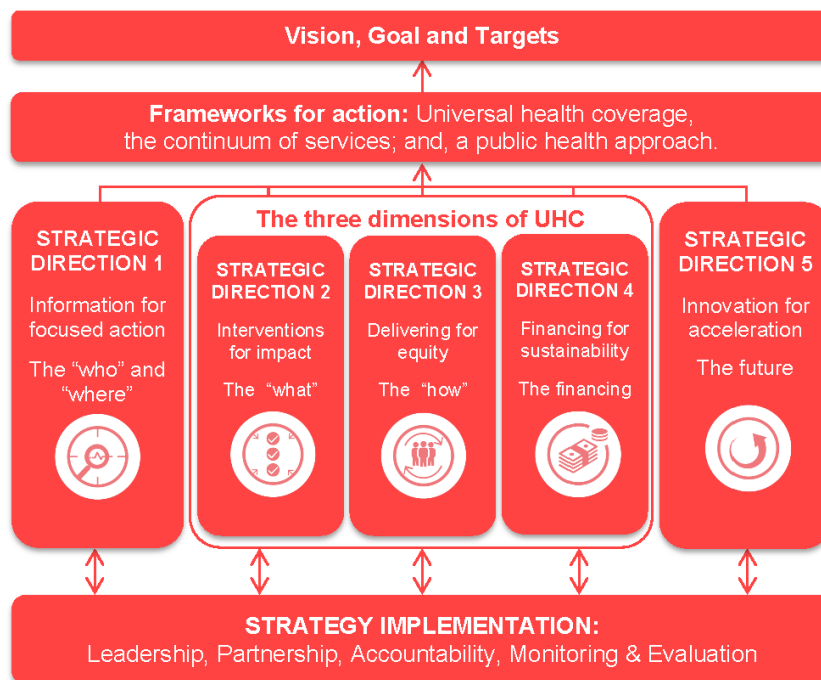 Vision, Goal and Targets
Frameworks for action: Universal health coverage,
the continuum of services; and, a public health approach.
STRATEGIC
DIRECTION 1
Information for
focused action
The “who” and
“where”
The three dimensions of UHC
STRATEGIC
DIRECTION 2
Interventions
for impact
The “what”
STRATEGIC
DIRECTION 3
Delivering for
equity
The “how”
STRATEGIC
DIRECTION 4
Financing for
sustainability
The financing
STRATEGIC
DIRECTION 5
Innovation for
acceleration
The future
STRATEGY IMPLEMENTATION:
Leadership, Partnership, Accountability, Monitoring & Evaluation